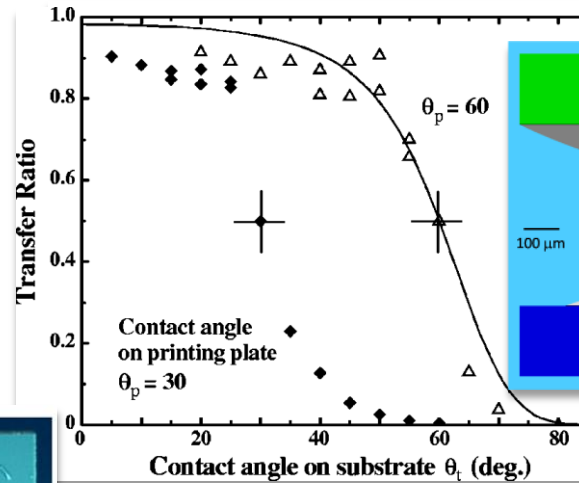 1.0
0.8
0.6
0.4
0.2
0
Transfer Ratio
θp = 60
100 μm
Contact angle
on printing plate
θp = 30
0 20 40 60 80
Contact angle on substrate θt (deg.)